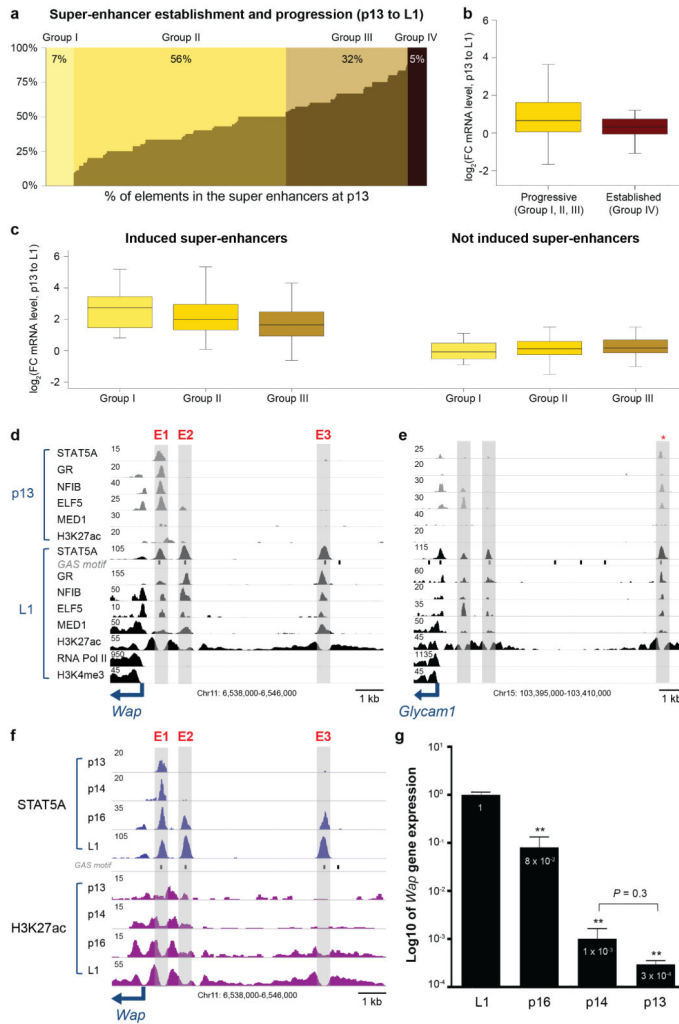 a
Super-enhancer establishment and progression (p13 to L1)
Group I Group II Group III Group IV
100%
7% 56% 32% 5%
75%
50%
25%
0%
% of elements in the super enhancers at p13
b
log2(FC mRNA level, p13 to L1)
6
4
2
0
-2
Progressive
(Group I, II, III)
Established
(Group IV)
c
Induced super-enhancers
Not induced super-enhancers
log2(FC mRNA level, p13 to L1)
6
4
2
0
-2
Group I Group II Group III
Group I Group II Group III
d
E1 E2 E3
p13
STAT5A 15
GR 20
NFIB 40
ELF5 25
MED1 30
H3K27ac 20
L1
STAT5A 105
GAS motif
GR 155
NFIB 50
ELF5 10
MED1 50
H3K27ac 55
RNA Pol II 950
H3K4me3 45
Wap
Chr11: 6,538,000-6,546,000
1 kb
e
*
25
20
30
30
40
20
115
60
20
35
50
45
1135
45
Glycam1
Chr15: 103,395,000-103,410,000
1 kb
f
E1 E2 E3
STAT5A
p13 20
p14 20
p16 35
L1 105
GAS motif
H3K27ac
p13 15
p14 15
p16 15
L1 55
Wap
Chr11: 6,538,000-6,546,000
1 kb
g
Log10 of Wap gene expression
10^1
10^0
10^-1
10^-2
10^-3
10^-4
1
**
8 x 10^-2
P = 0.3
**
1 x 10^-3
**
3 x 10^-4
L1 p16 p14 p13